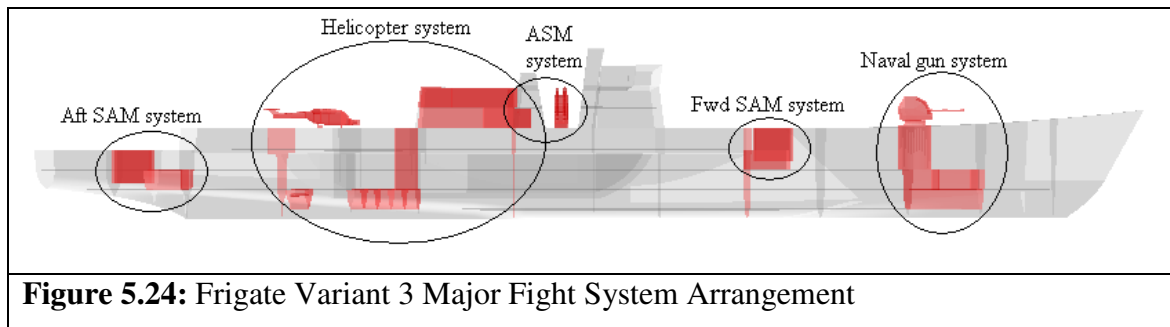 Helicopter system
ASM
system
Naval gun system
Aft SAM system
Fwd SAM system
Figure 5.24: Frigate Variant 3 Major Fight System Arrangement